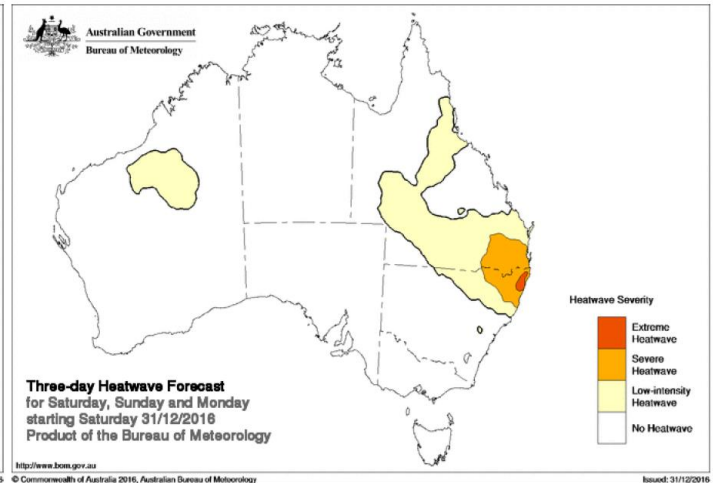 Australian Government
Bureau of Meteorology
Heatwave Severity
Extreme
Heatwave
Severe
Heatwave
Low-intensity
Heatwave
No Heatwave
Three-day Heatwave Forecast
for Saturday, Sunday and Monday
starting Saturday 31/12/2016
Product of the Bureau of Meteorology
http://www.bom.gov.au
© Commonwealth of Australia 2016, Australian Bureau of Meteorology
Issued: 31/12/2016